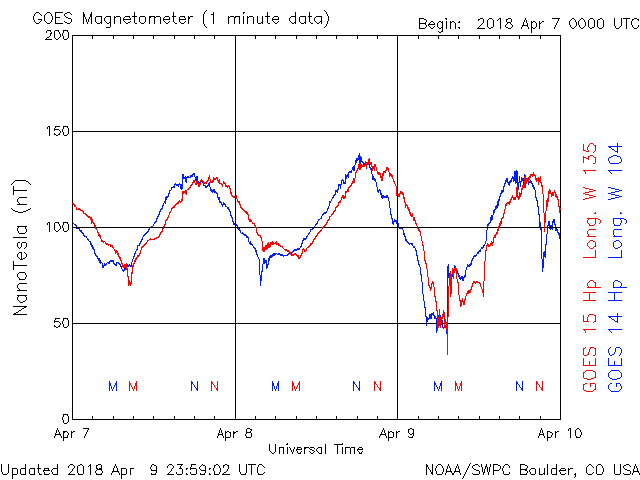 GOES Magnetometer (1 minute data)
Begin: 2018 Apr 7 0000 UTC
200
150
100
50
0
NanoTesla (nT)
M M N N M M N N M M N N
Apr 7 Apr 8 Apr 9 Apr 10
Universal Time
GOES 15 Hp Long. W 135
GOES 14 Hp Long. W 104
Updated 2018 Apr 9 23:59:02 UTC
NOAA/SWPC Boulder, CO USA